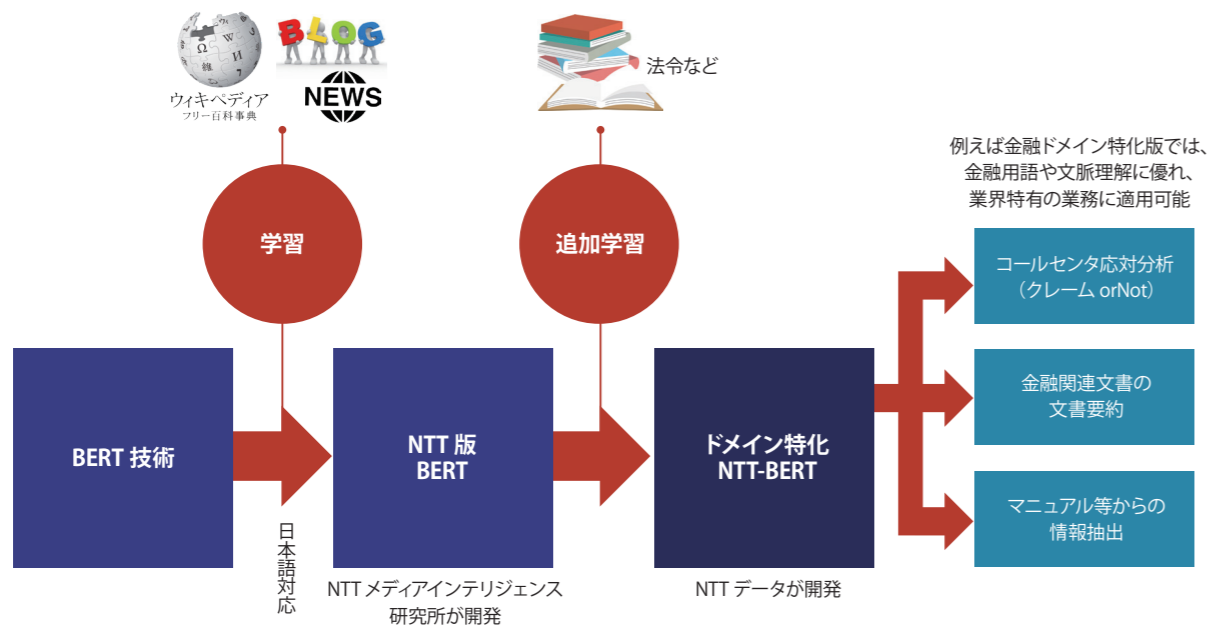 ウィキペディア
フリー百科事典
BLOG
NEWS
法令など
学習
追加学習
例えば金融ドメイン特化版では、
金融用語や文脈理解に優れ、
業界特有の業務に適用可能
BERT 技術
日本語対応
NTT 版
BERT
NTT メディアインテリジェンス
研究所が開発
ドメイン特化
NTT-BERT
NTT データが開発
コールセンタ応対分析
（クレーム orNot）
金融関連文書の
文書要約
マニュアル等からの
情報抽出